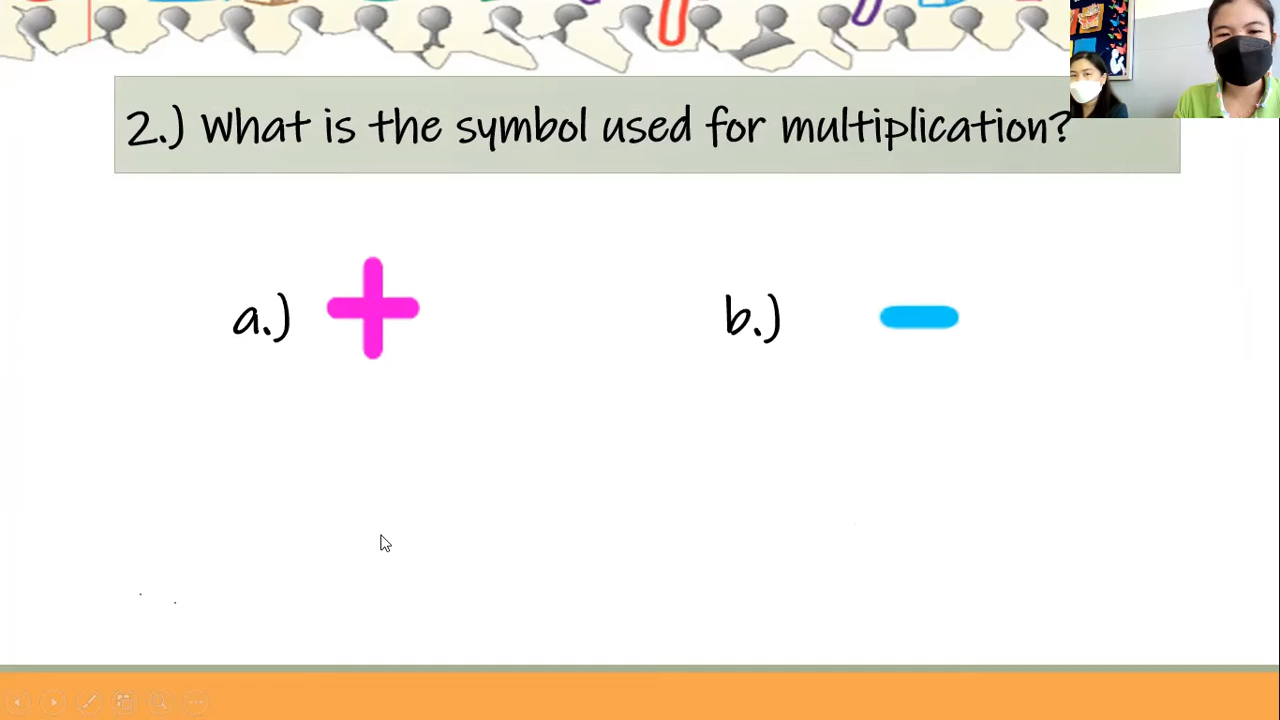 2.) What is the symbol used for multiplication?
a.) +
b.) -